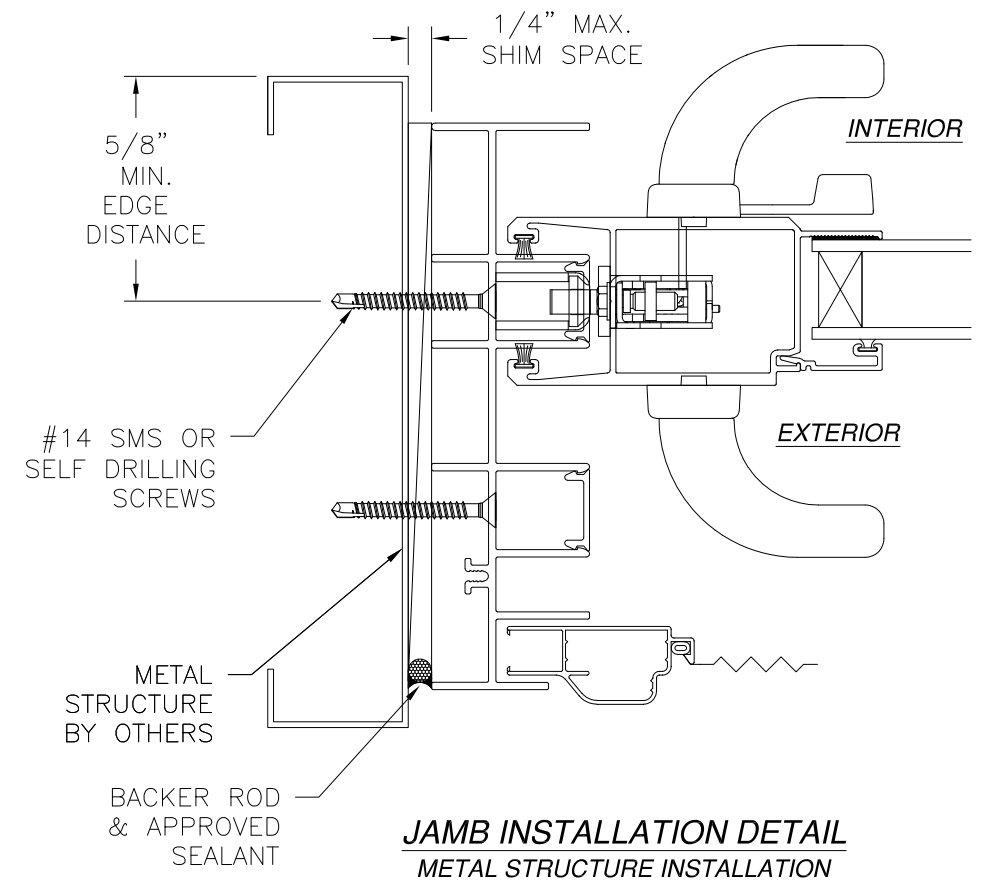 1/4" MAX.
SHIM SPACE
INTERIOR
5/8"
MIN.
EDGE
DISTANCE
#14 SMS OR
SELF DRILLING
SCREWS
EXTERIOR
METAL
STRUCTURE
BY OTHERS
BACKER ROD
& APPROVED
SEALANT
JAMB INSTALLATION DETAIL
METAL STRUCTURE INSTALLATION